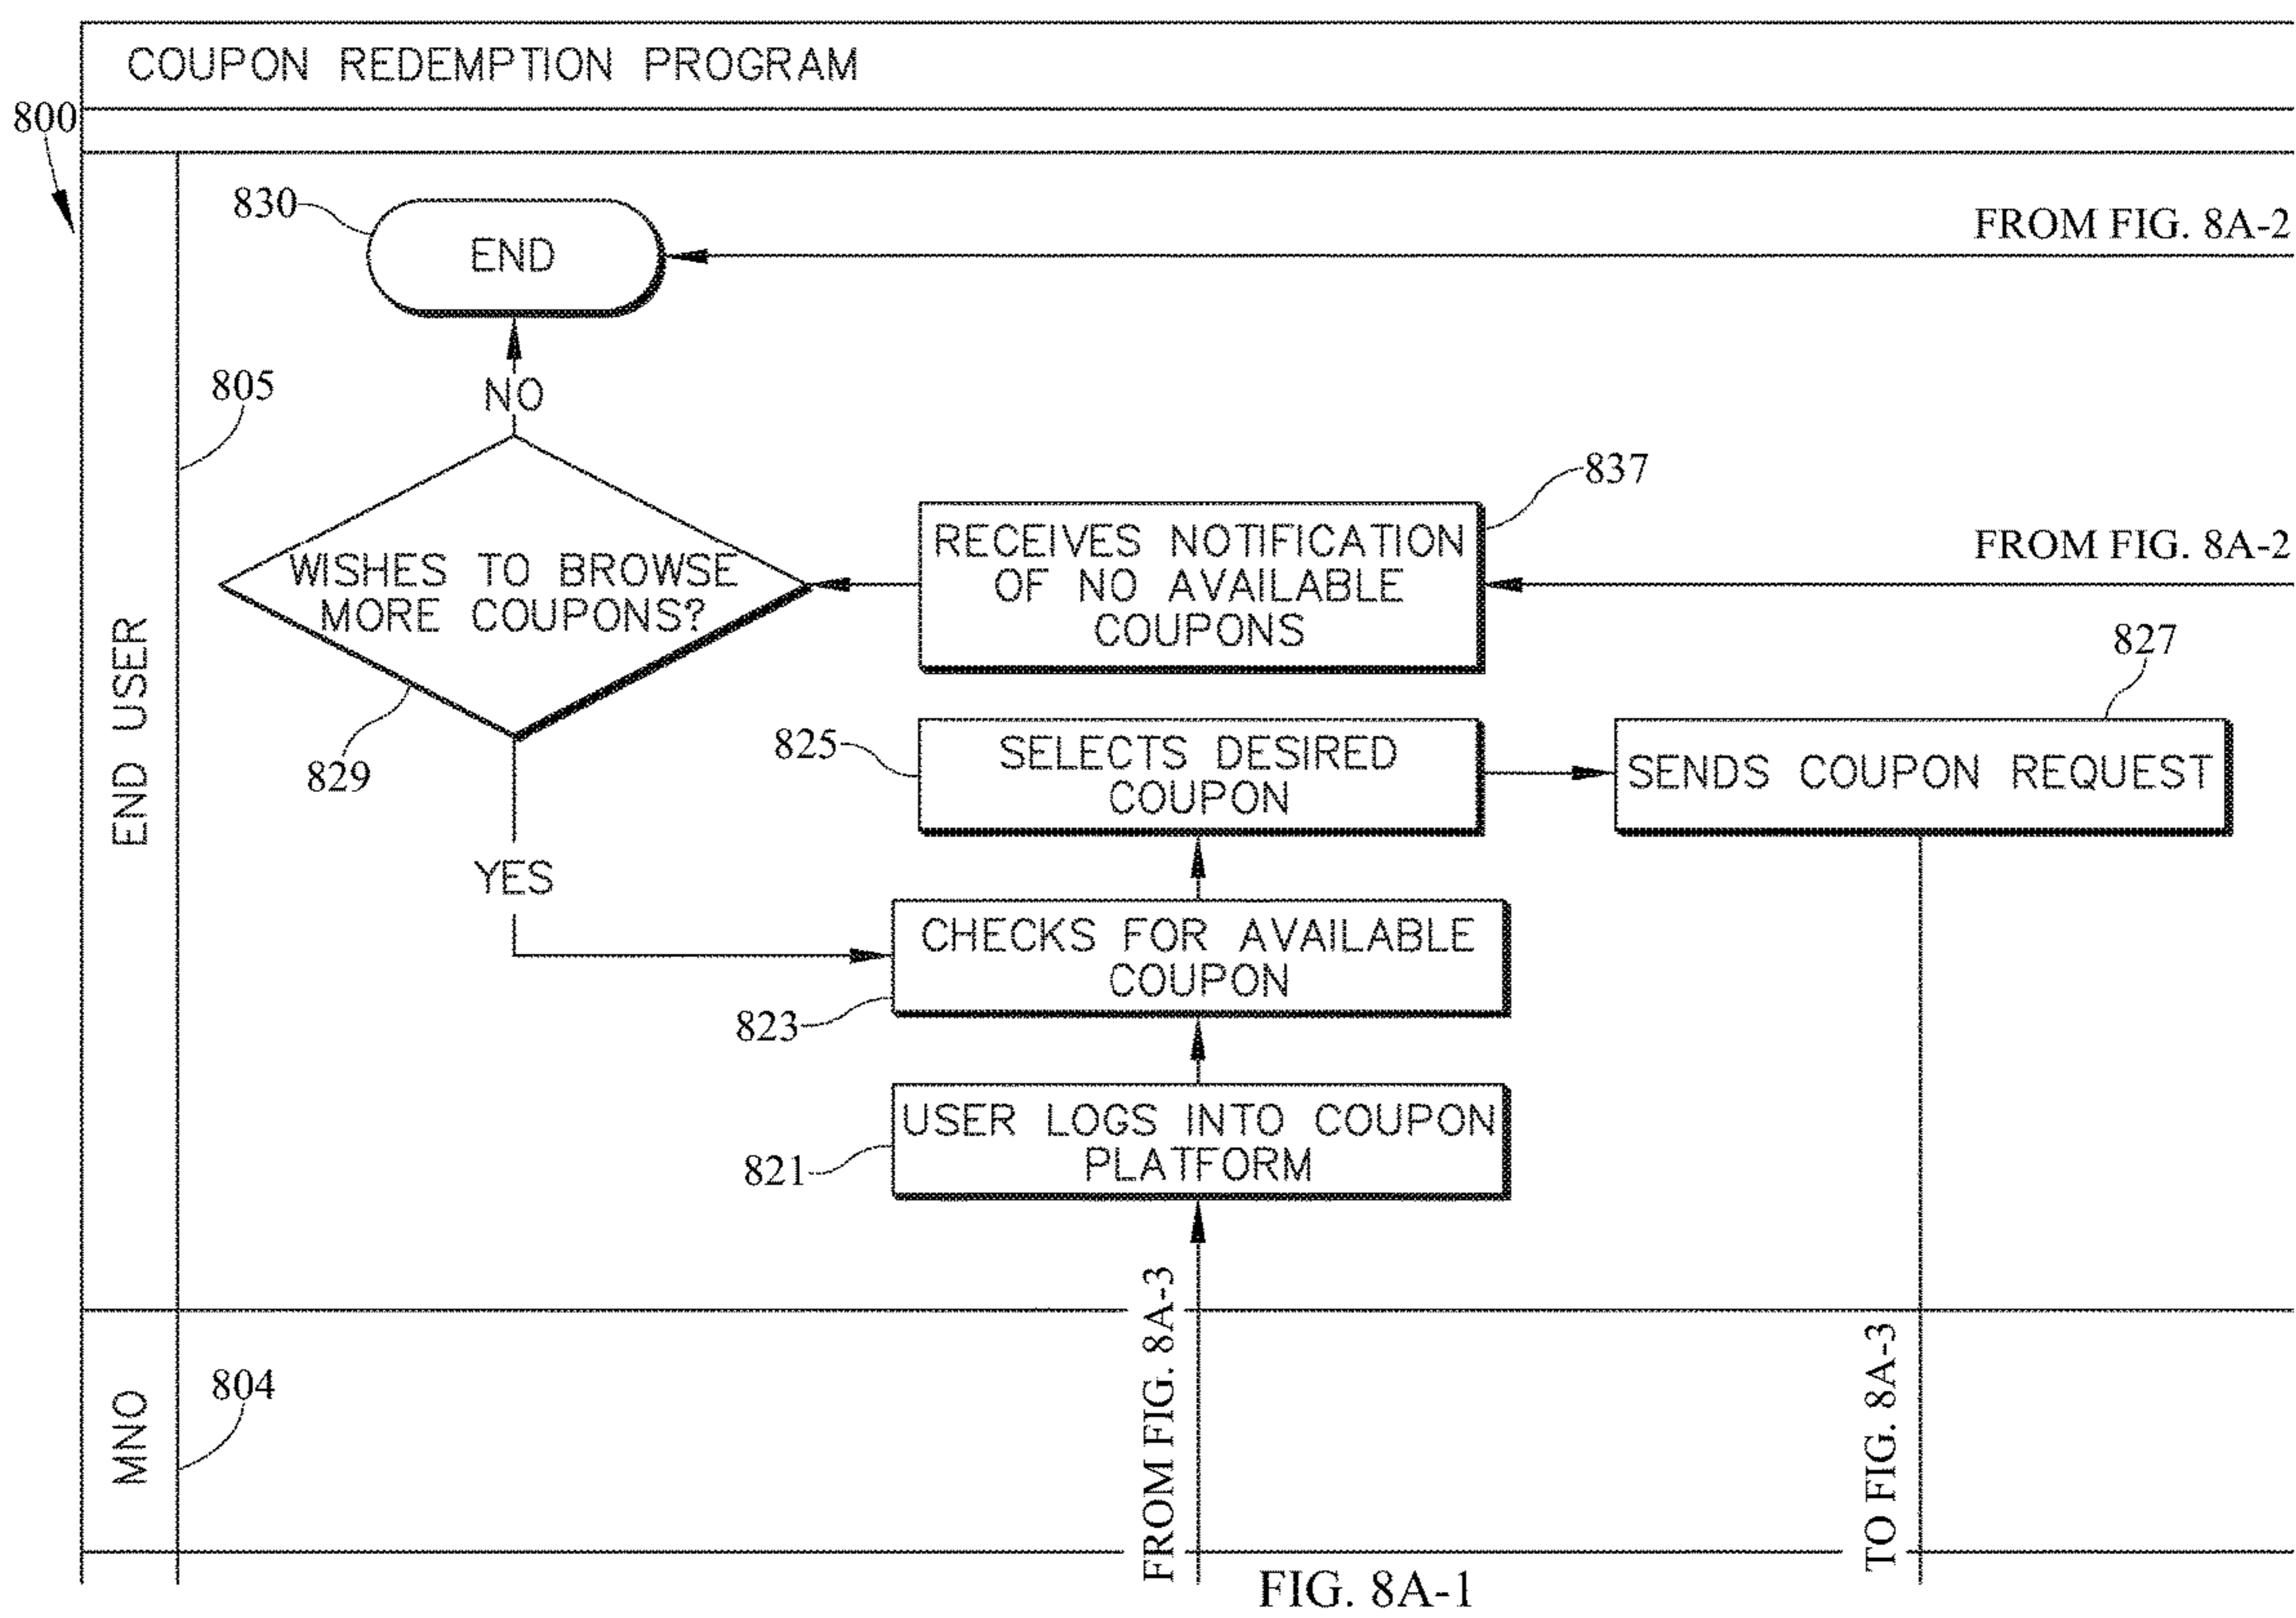 COUPON REDEMPTION PROGRAM
800
830
END
FROM FIG. 8A-2
805
NO
837
RECEIVES NOTIFICATION
OF NO AVAILABLE
COUPONS
FROM FIG. 8A-2
WISHES TO BROWSE
MORE COUPONS?
829
827
825
SELECTS DESIRED
COUPON
SENDS COUPON REQUEST
END USER
YES
CHECKS FOR AVAILABLE
COUPON
823
USER LOGS INTO COUPON
PLATFORM
821
MNO
804
FROM FIG. 8A-3
TO FIG. 8A-3
FIG. 8A-1